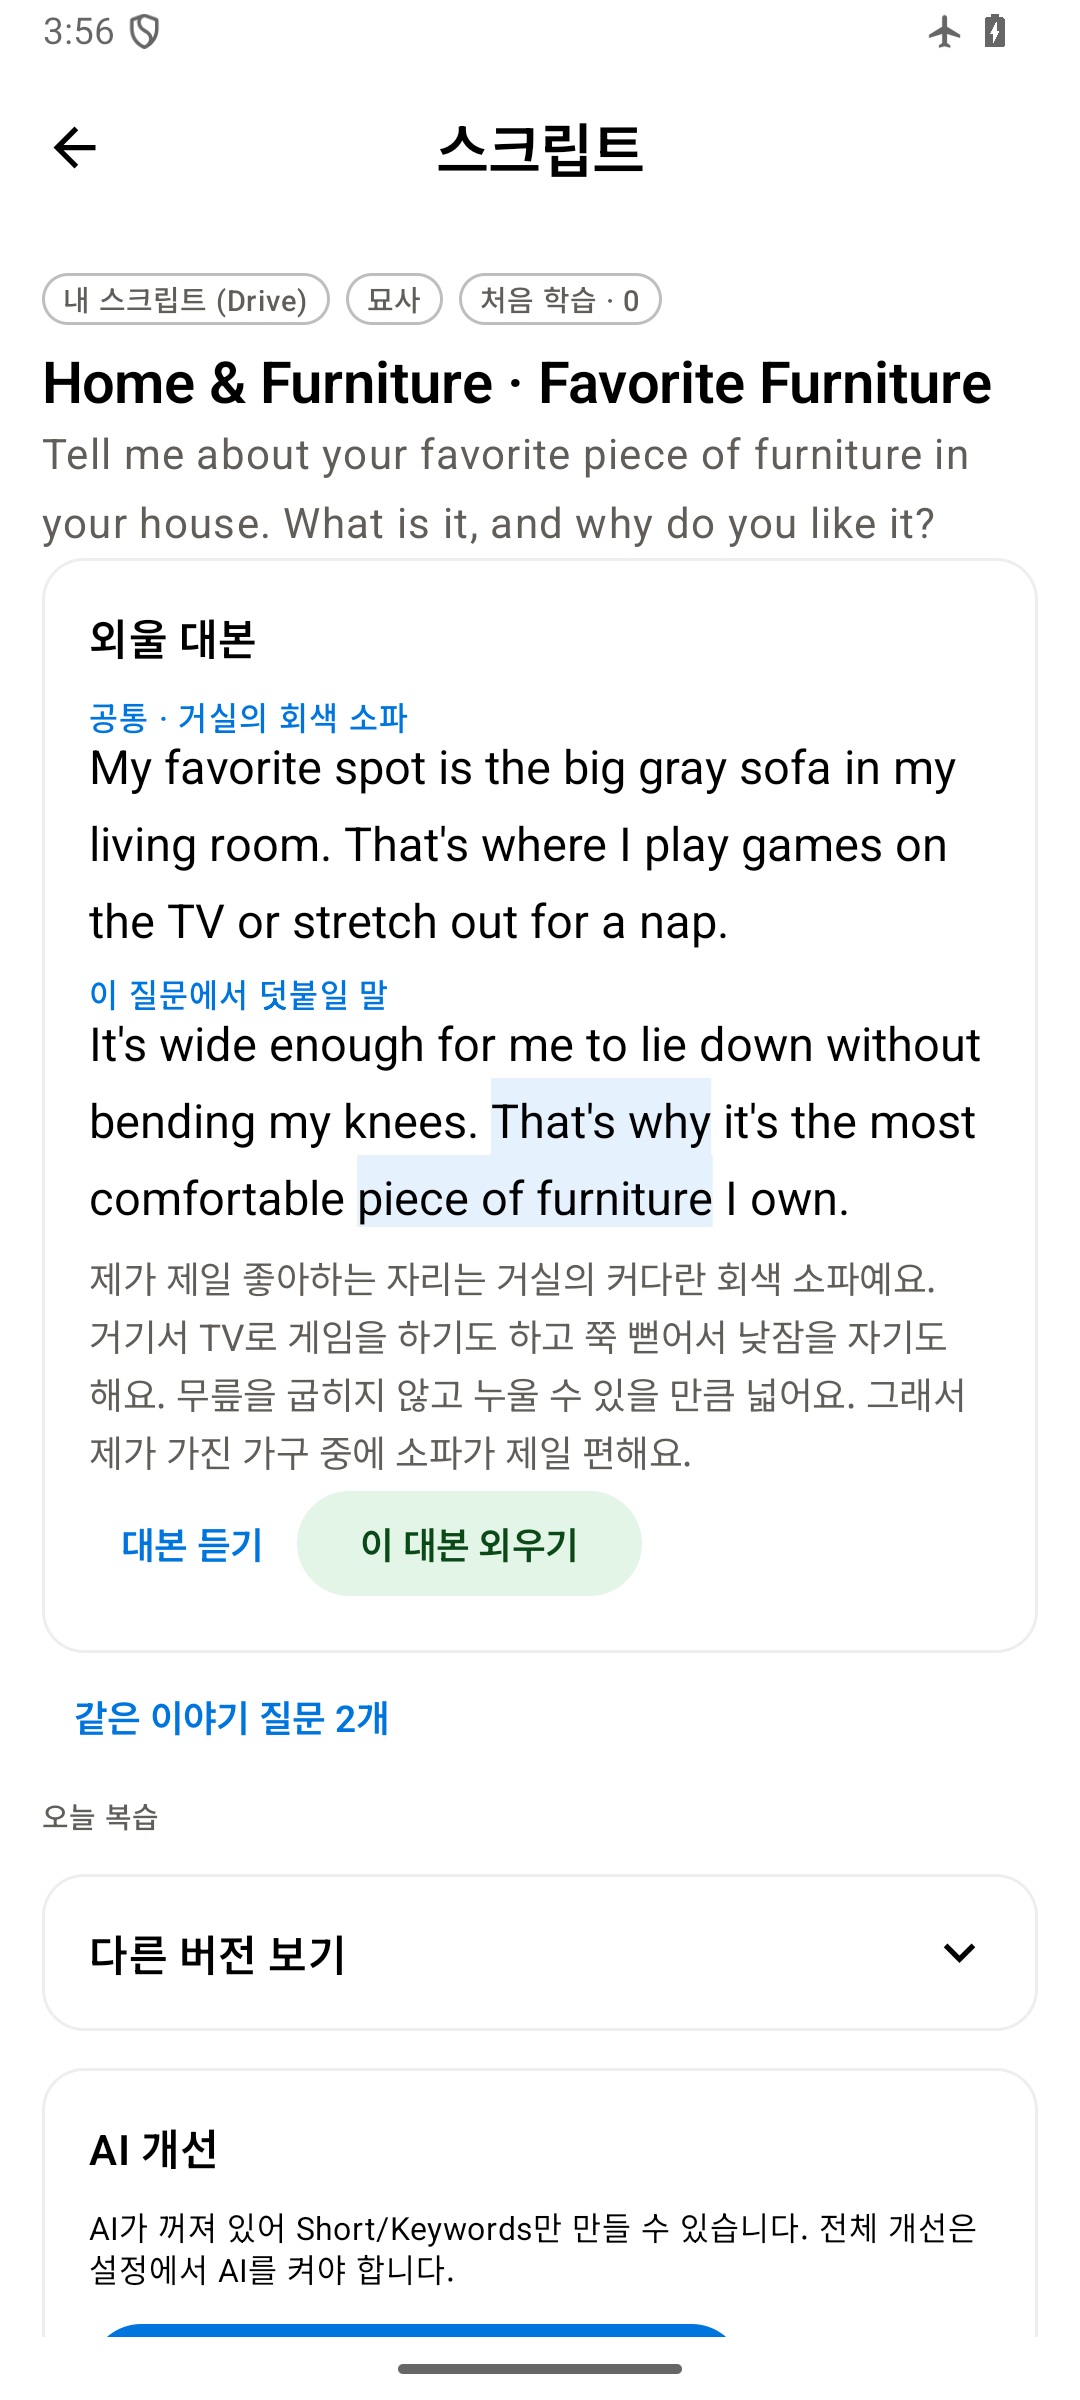 3:56
스크립트
내 스크립트 (Drive)
묘사
처음 학습 · 0
Home & Furniture · Favorite Furniture
Tell me about your favorite piece of furniture in
your house. What is it, and why do you like it?
외울 대본
공통 · 거실의 회색 소파
My favorite spot is the big gray sofa in my
living room. That's where I play games on
the TV or stretch out for a nap.
이 질문에서 덧붙일 말
It's wide enough for me to lie down without
bending my knees. That's why it's the most
comfortable piece of furniture I own.
제가 제일 좋아하는 자리는 거실의 커다란 회색 소파예요.
거기서 TV로 게임을 하기도 하고 쭉 뻗어서 낮잠을 자기도
해요. 무릎을 굽히지 않고 누울 수 있을 만큼 넓어요. 그래서
제가 가진 가구 중에 소파가 제일 편해요.
대본 듣기
이 대본 외우기
같은 이야기 질문 2개
오늘 복습
다른 버전 보기
AI 개선
AI가 꺼져 있어 Short/Keywords만 만들 수 있습니다. 전체 개선은
설정에서 AI를 켜야 합니다.